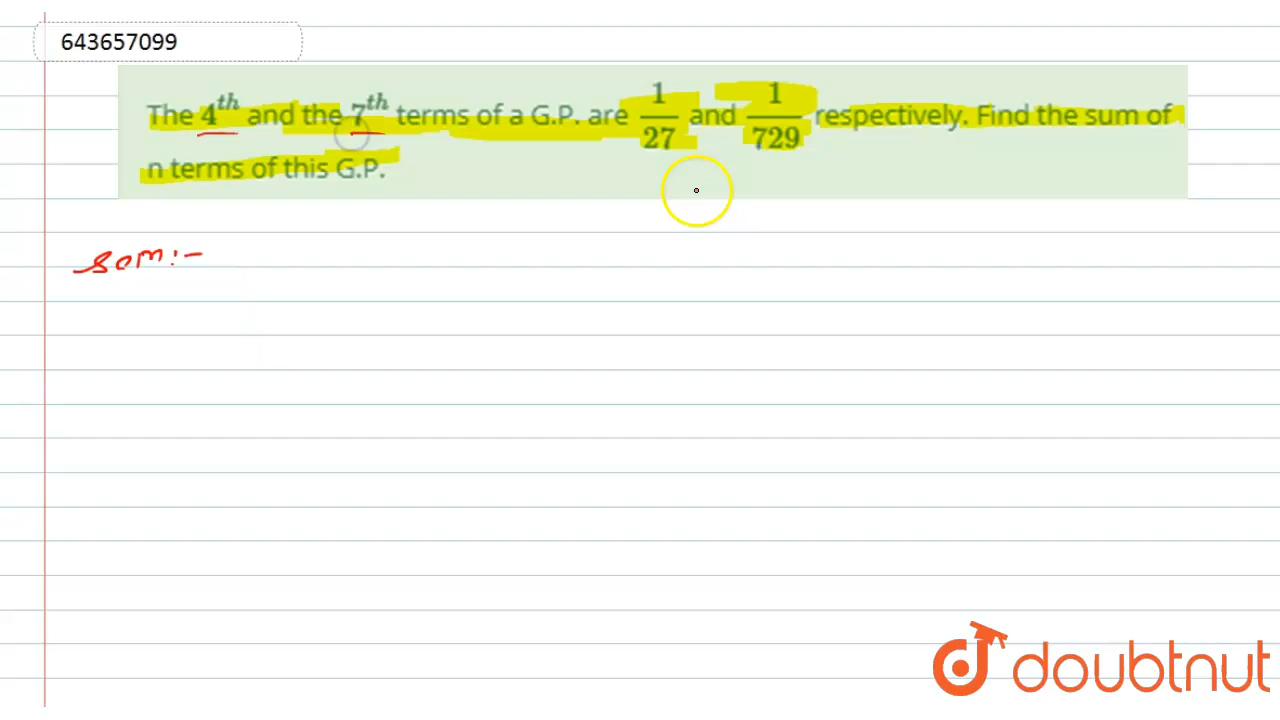 643657099
The 4^th and the 7^th terms of a G.P. are 1/27 and 1/729 respectively. Find the sum of
n terms of this G.P.
Som:-
doubtnut